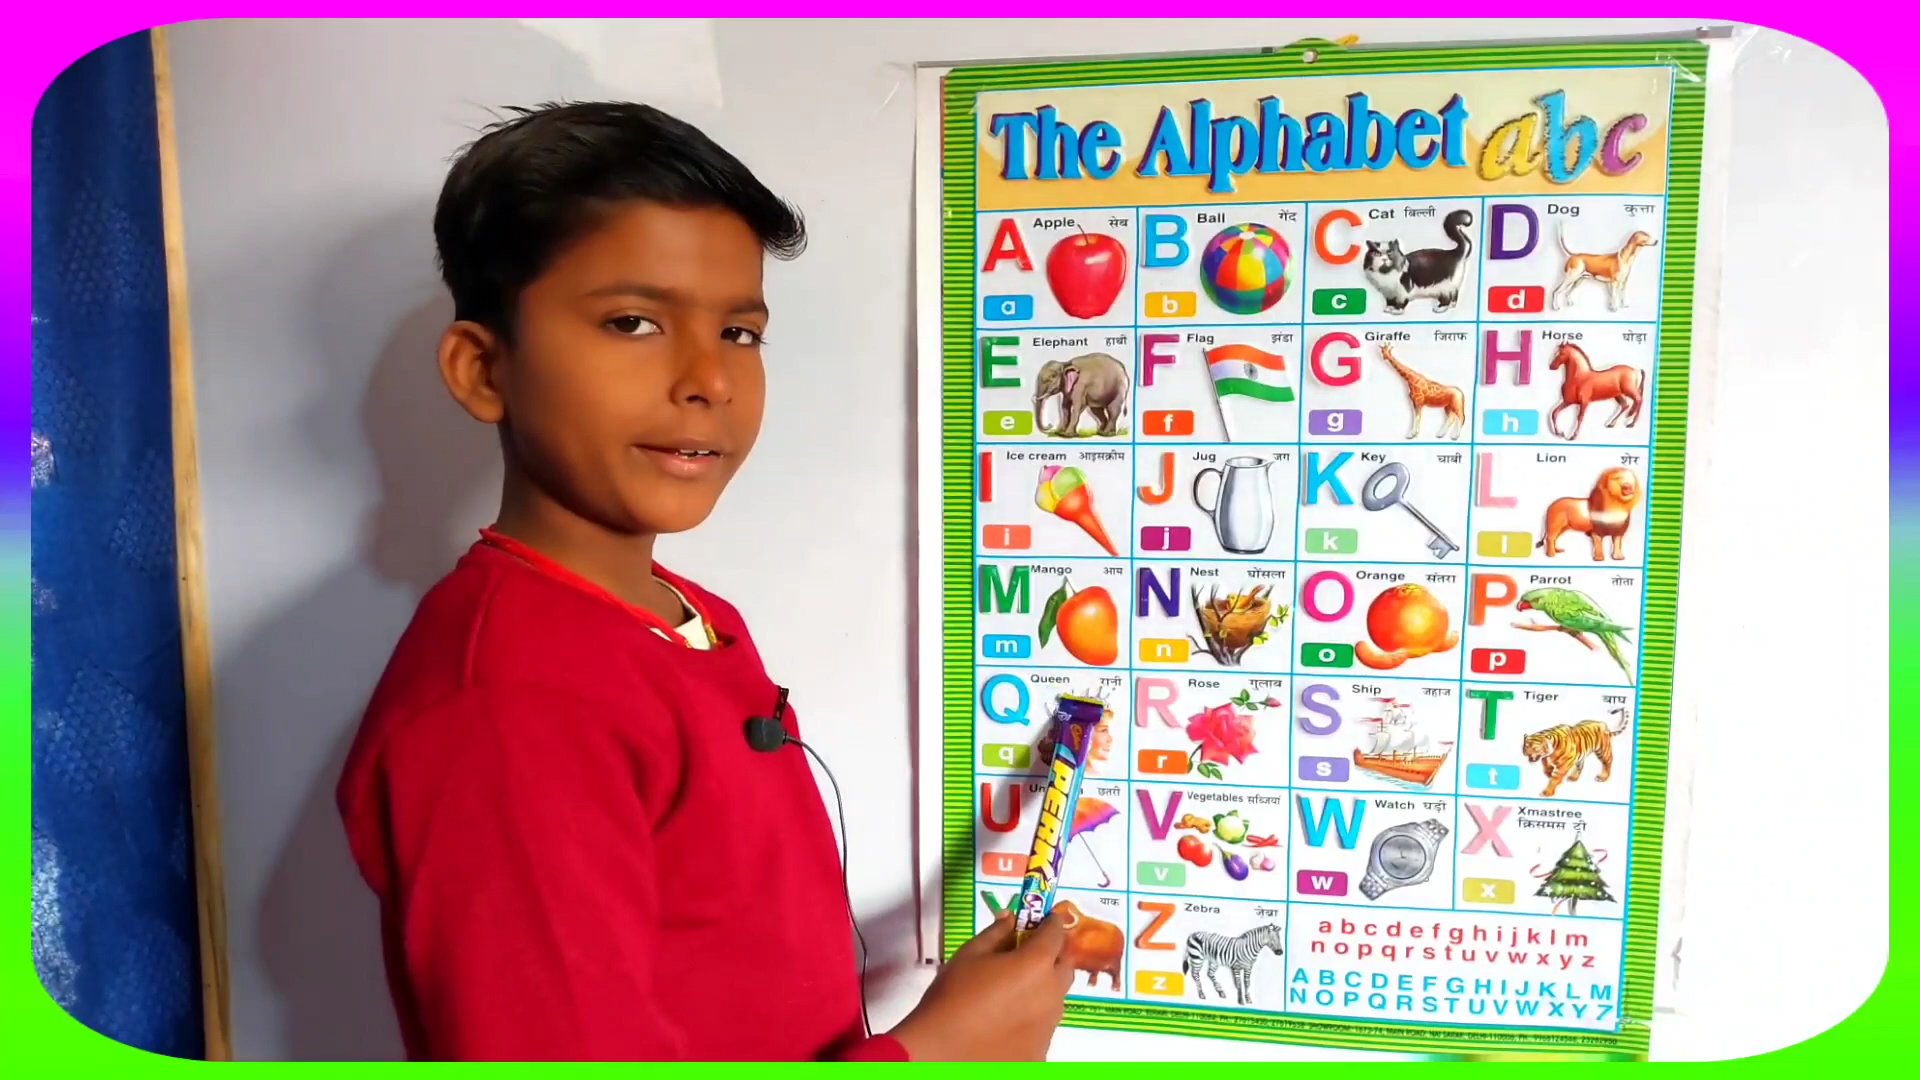 The Alphabet abc
A Apple सेब
a
B Ball गेंद
b
C Cat बिल्ली
c
D Dog कुत्ता
d
E Elephant हाथी
e
F Flag झंडा
f
G Giraffe जिराफ
g
H Horse घोड़ा
h
I Ice cream आइसक्रीम
i
J Jug जग
j
K Key चाबी
k
L Lion शेर
l
M Mango आम
m
N Nest घोंसला
n
O Orange संतरा
o
P Parrot तोता
p
Q Queen रानी
q
R Rose गुलाब
r
S Ship जहाज
s
T Tiger बाघ
t
U छतरी
u
V Vegetables सब्जियां
v
W Watch घड़ी
w
X Xmastree
क्रिसमस ट्री
x
Y याक
Z Zebra ज़ेब्रा
z
a b c d e f g h i j k l m
n o p q r s t u v w x y z
A B C D E F G H I J K L M
N O P Q R S T U V W X Y Z
PERK